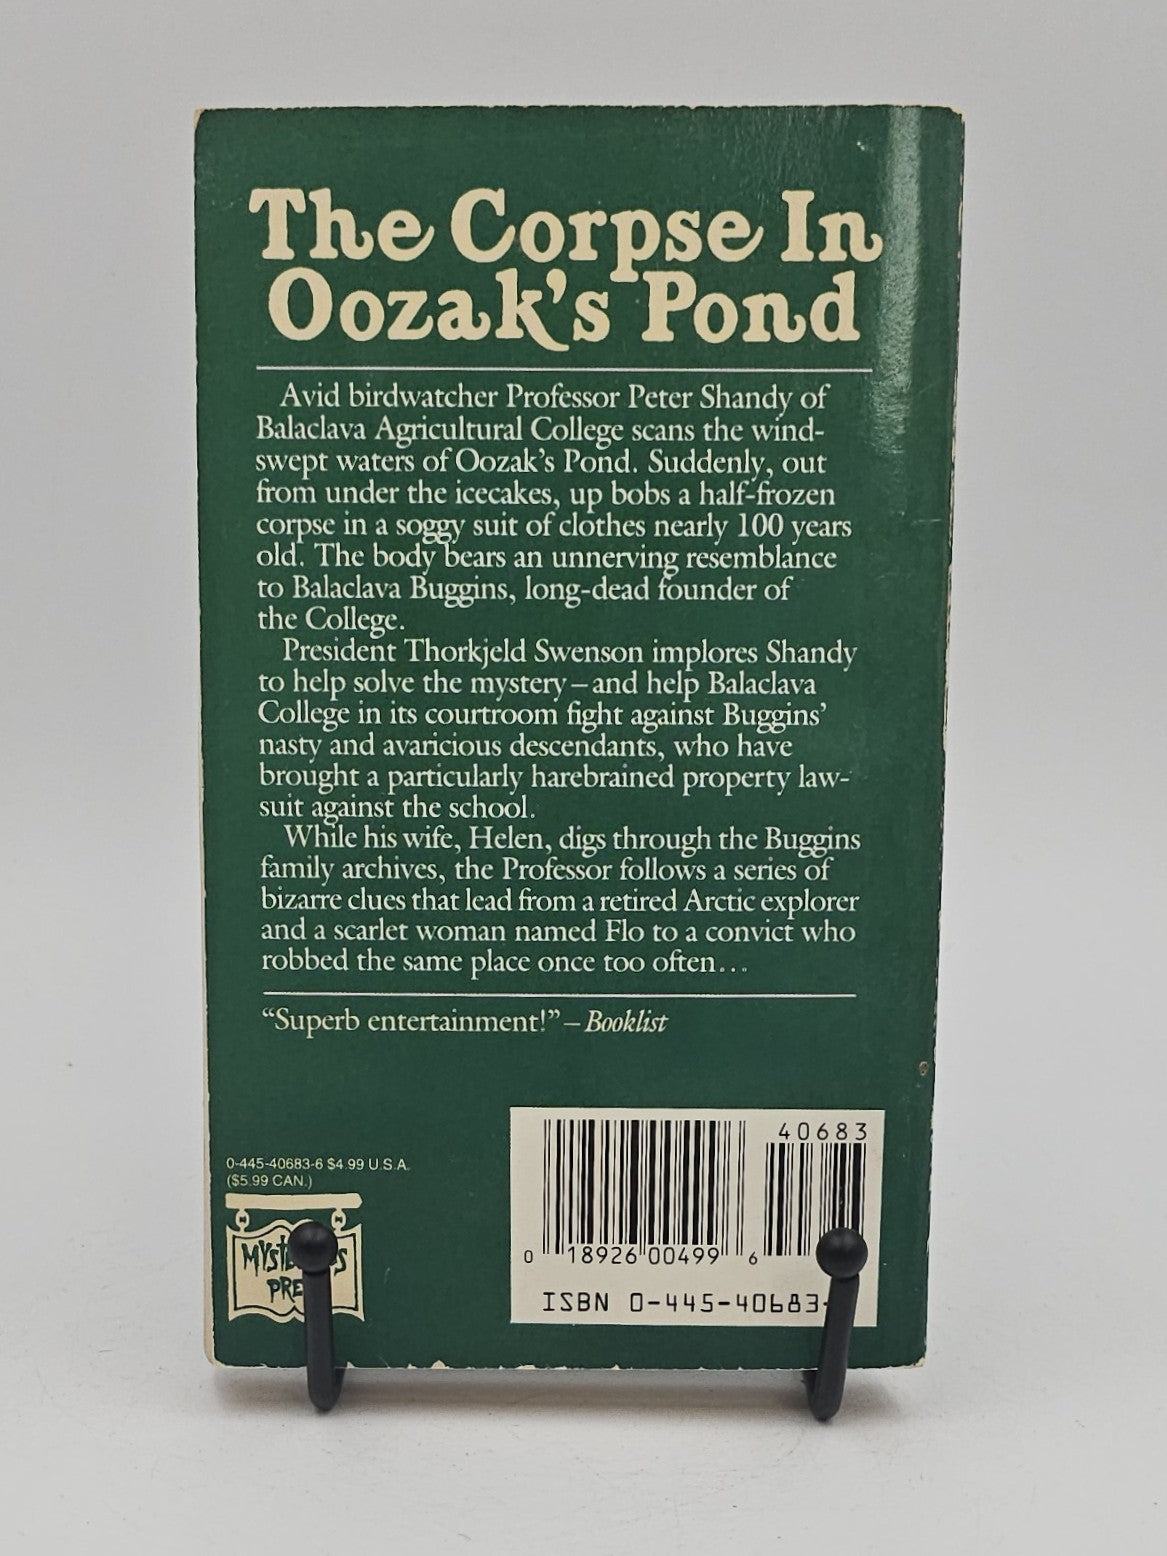 The Corpse In
Oozak's Pond
Avid birdwatcher Professor Peter Shandy of
Balaclava Agricultural College scans the wind-
swept waters of Oozak's Pond. Suddenly, out
from under the icecakes, up bobs a half-frozen
corpse in a soggy suit of clothes nearly 100 years
old. The body bears an unnerving resemblance
to Balaclava Buggins, long-dead founder of
the College.
President Thorkjeld Swenson implores Shandy
to help solve the mystery—and help Balaclava
College in its courtroom fight against Buggins'
nasty and avaricious descendants, who have
brought a particularly harebrained property law-
suit against the school.
While his wife, Helen, digs through the Buggins
family archives, the Professor follows a series of
bizarre clues that lead from a retired Arctic explorer
and a scarlet woman named Flo to a convict who
robbed the same place once too often...
"Superb entertainment!"—Booklist
0-445-40683-6 $4.99 U.S.A.
($5.99 CAN.)
40683
0 18926 00499 6
ISBN 0-445-40683-